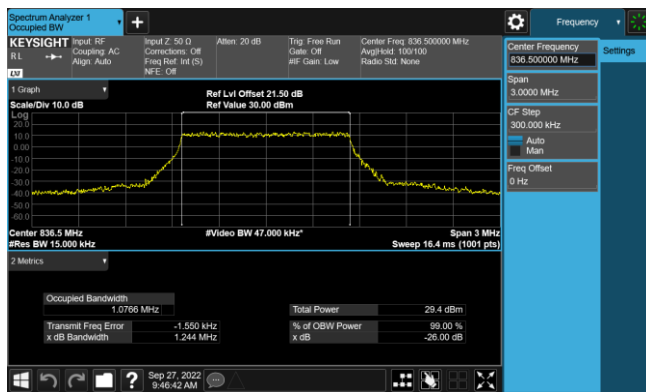 Spectrum Analyzer 1
Occupied BW
Frequency
KEYSIGHT
RL
LXI
Input: RF
Coupling: AC
Align: Auto
Input Z: 50 Ω
Corrections: Off
Freq Ref: Int (S)
NFE: Off
Atten: 20 dB
Trig: Free Run
Gate: Off
#IF Gain: Low
Center Freq: 836.500000 MHz
Avg|Hold: 100/100
Radio Std: None
Center Frequency
836.500000 MHz
Settings
Span
3.0000 MHz
CF Step
300.000 kHz
Auto
Man
Freq Offset
0 Hz
1 Graph
Scale/Div 10.0 dB
Ref Lvl Offset 21.50 dB
Ref Value 30.00 dBm
Log
20.0
10.0
0.00
-10.0
-20.0
-30.0
-40.0
-50.0
-60.0
Center 836.5 MHz
#Video BW 47.000 kHz*
Span 3 MHz
#Res BW 15.000 kHz
Sweep 16.4 ms (1001 pts)
2 Metrics
Occupied Bandwidth
1.0766 MHz
Total Power 29.4 dBm
Transmit Freq Error -1.550 kHz
% of OBW Power 99.00 %
x dB Bandwidth 1.244 MHz
x dB -26.00 dB
?
Sep 27, 2022
9:46:42 AM